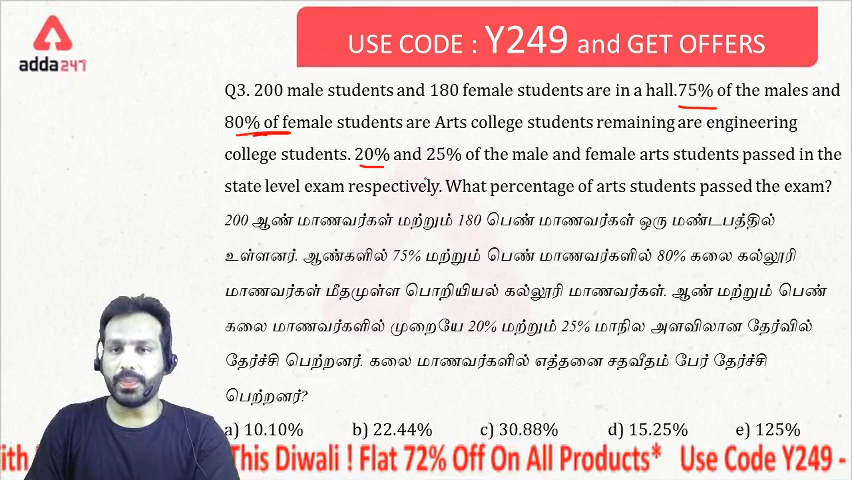 USE CODE : Y249 and GET OFFERS
adda247
Q3. 200 male students and 180 female students are in a hall.75% of the males and
80% of female students are Arts college students remaining are engineering
college students. 20% and 25% of the male and female arts students passed in the
state level exam respectively. What percentage of arts students passed the exam?
200 ஆண் மாணவர்கள் மற்றும் 180 பெண் மாணவர்கள் ஒரு மண்டபத்தில்
உள்ளனர். ஆண்களில் 75% மற்றும் பெண் மாணவர்களில் 80% கலை கல்லூரி
மாணவர்கள் மீதமுள்ள பொறியியல் கல்லூரி மாணவர்கள். ஆண் மற்றும் பெண்
கலை மாணவர்களில் முறையே 20% மற்றும் 25% மாநில அளவிலான தேர்வில்
தேர்ச்சி பெற்றனர். கலை மாணவர்களில் எத்தனை சதவீதம் பேர் தேர்ச்சி
பெற்றனர்?
a) 10.10% b) 22.44% c) 30.88% d) 15.25% e) 125%
ith This Diwali ! Flat 72% Off On All Products* Use Code Y249 -